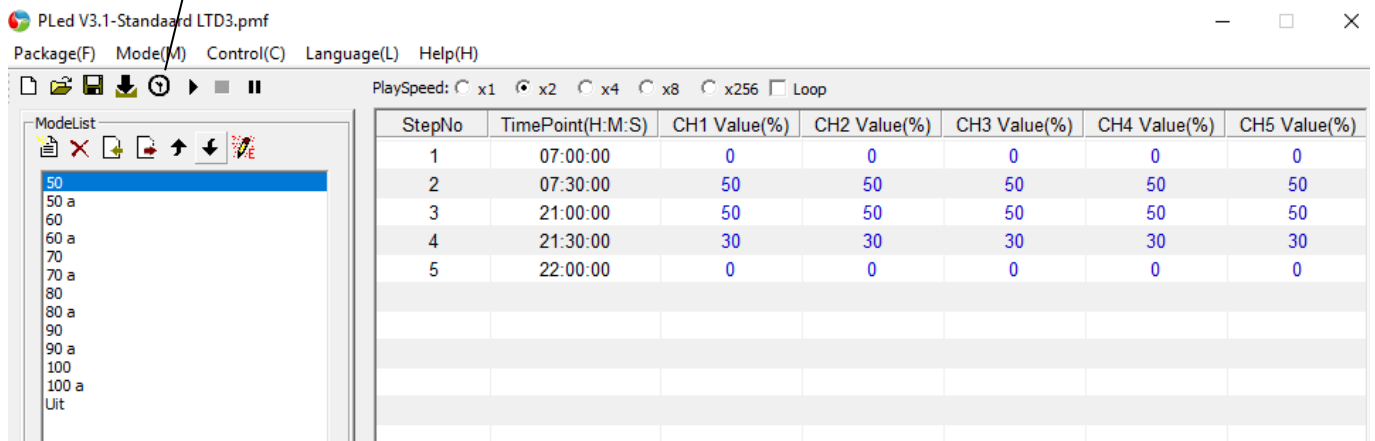 PLed V3.1-Standaard LTD3.pmf
Package(F) Mode(M) Control(C) Language(L) Help(H)
PlaySpeed: x1 x2 x4 x8 x256 Loop
ModeList
50
50 a
60
60 a
70
70 a
80
80 a
90
90 a
100
100 a
Uit
StepNo TimePoint(H:M:S) CH1 Value(%) CH2 Value(%) CH3 Value(%) CH4 Value(%) CH5 Value(%)
1 07:00:00 0 0 0 0 0
2 07:30:00 50 50 50 50 50
3 21:00:00 50 50 50 50 50
4 21:30:00 30 30 30 30 30
5 22:00:00 0 0 0 0 0